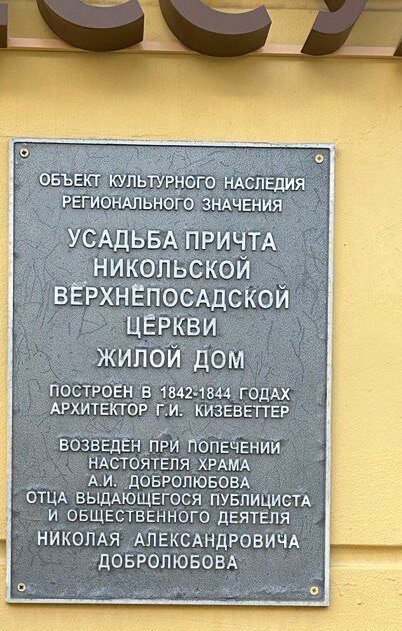 ЕССУ
ОБЪЕКТ КУЛЬТУРНОГО НАСЛЕДИЯ
РЕГИОНАЛЬНОГО ЗНАЧЕНИЯ
УСАДЬБА ПРИЧТА
НИКОЛЬСКОЙ
ВЕРХНЕПОСАДСКОЙ
ЦЕРКВИ
ЖИЛОЙ ДОМ
ПОСТРОЕН В 1842-1844 ГОДАХ
АРХИТЕКТОР Г.И. КИЗЕВЕТТЕР
ВОЗВЕДЕН ПРИ ПОПЕЧЕНИИ
НАСТОЯТЕЛЯ ХРАМА
А.И. ДОБРОЛЮБОВА
ОТЦА ВЫДАЮЩЕГОСЯ ПУБЛИЦИСТА
И ОБЩЕСТВЕННОГО ДЕЯТЕЛЯ
НИКОЛАЯ АЛЕКСАНДРОВИЧА
ДОБРОЛЮБОВА